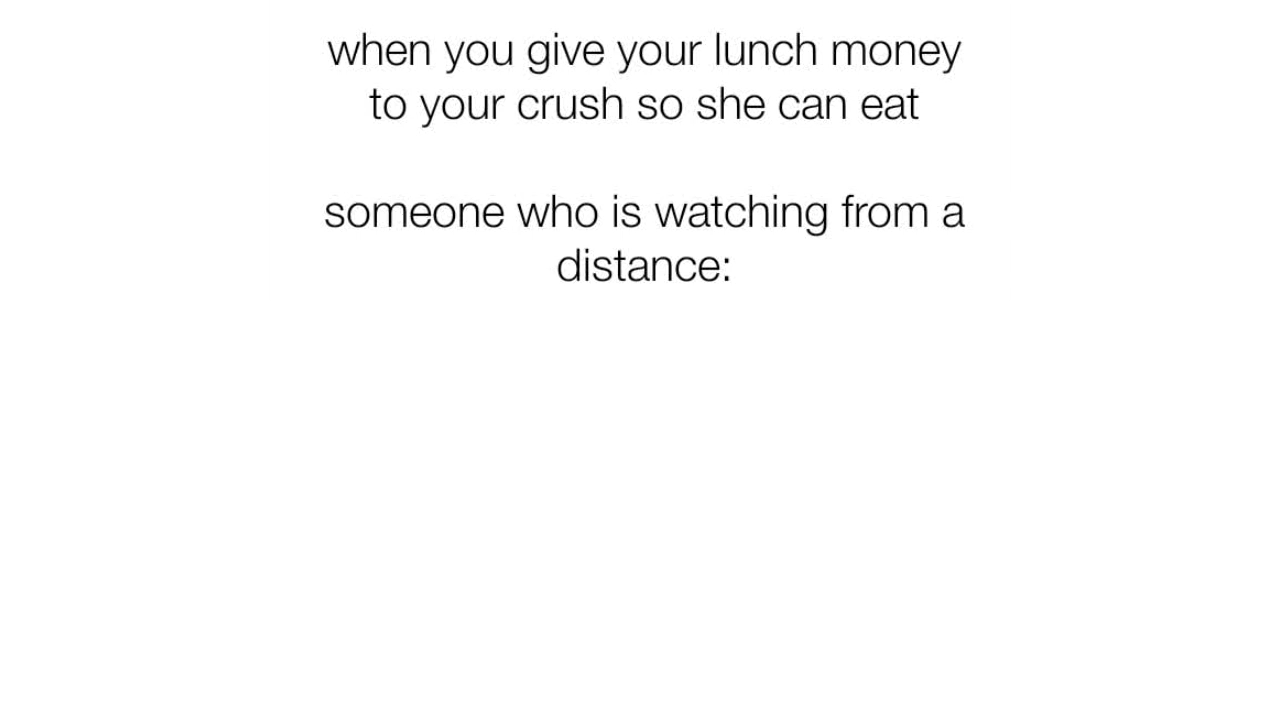 when you give your lunch money
to your crush so she can eat
someone who is watching from a
distance: